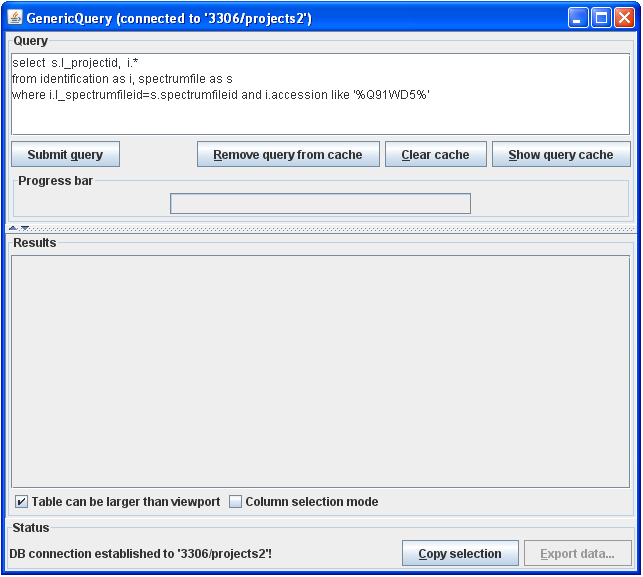 GenericQuery (connected to '3306/projects2')
Query
select  s.l_projectid,  i.*
from identification as i, spectrumfile as s
where i.l_spectrumfileid=s.spectrumfileid and i.accession like '%Q91WD5%'
Submit query
Remove query from cache
Clear cache
Show query cache
Progress bar
Results
Table can be larger than viewport
Column selection mode
Status
DB connection established to '3306/projects2'!
Copy selection
Export data...